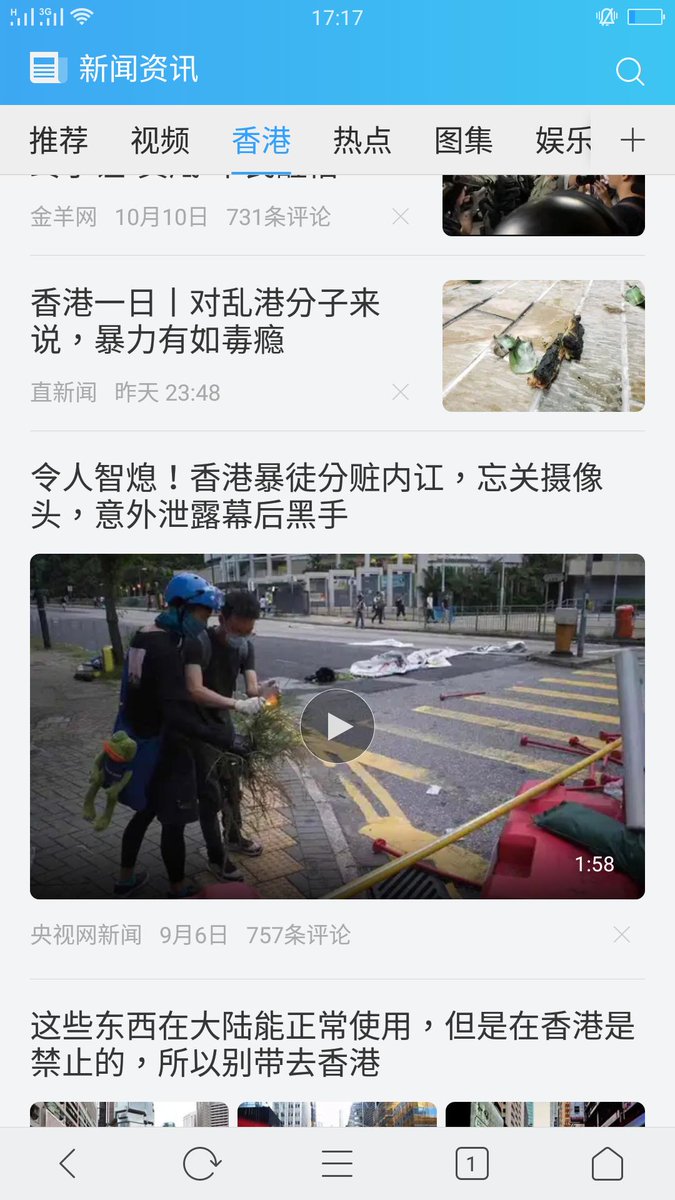 H
3G
17:17
新闻资讯
推荐 视频 香港 热点 图集 娱乐
金羊网 10月10日 731条评论
香港一日丨对乱港分子来
说，暴力有如毒瘾
直新闻 昨天 23:48
令人智熄！香港暴徒分赃内讧，忘关摄像
头，意外泄露幕后黑手
1:58
央视网新闻 9月6日 757条评论
这些东西在大陆能正常使用，但是在香港是
禁止的，所以别带去香港
1